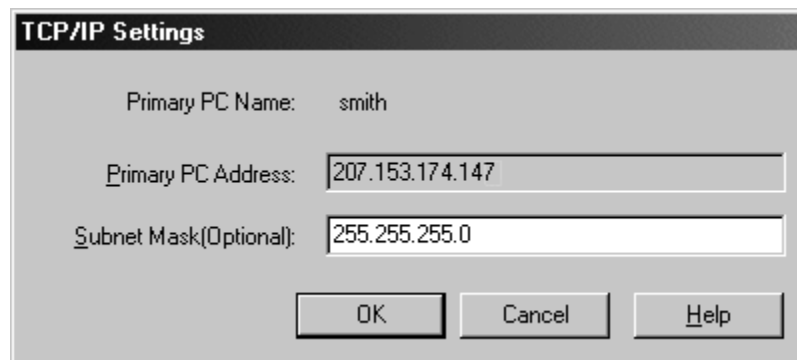 TCP/IP Settings
Primary PC Name: smith
Primary PC Address: 207.153.174.147
Subnet Mask(Optional): 255.255.255.0
OK Cancel Help